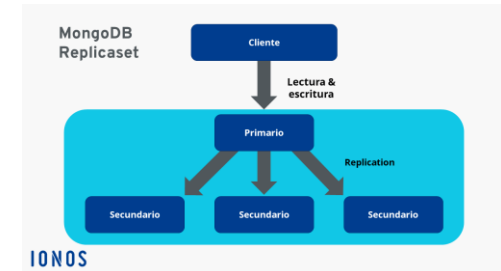 MongoDB
Replicaset
Cliente
Lectura &
escritura
Primario
Replication
Secundario
Secundario
Secundario
IONOS